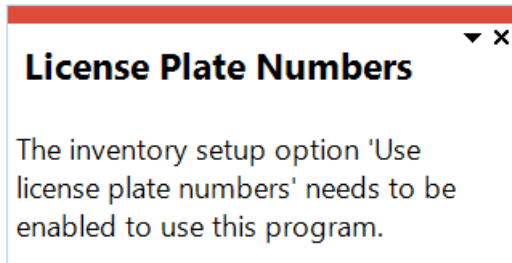 License Plate Numbers
The inventory setup option 'Use
license plate numbers' needs to be
enabled to use this program.